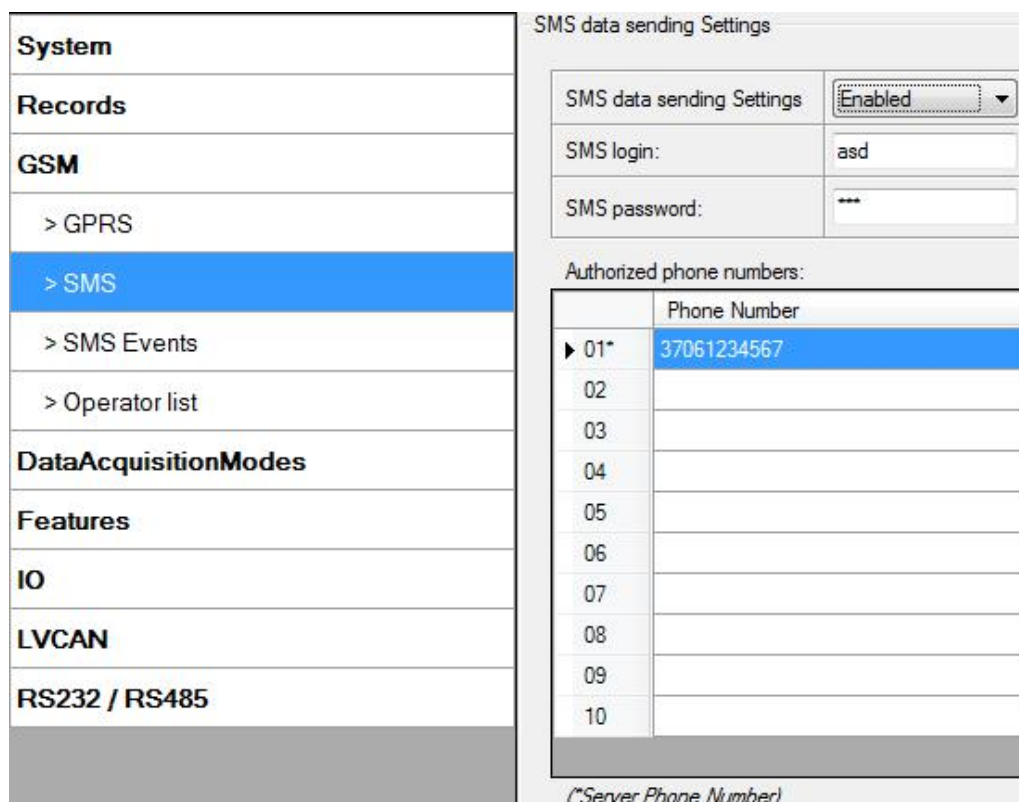 System
Records
GSM
> GPRS
> SMS
> SMS Events
> Operator list
DataAcquisitionModes
Features
IO
LVCAN
RS232 / RS485
SMS data sending Settings
SMS data sending Settings Enabled
SMS login: asd
SMS password: ***
Authorized phone numbers:
Phone Number
01* 37061234567
02
03
04
05
06
07
08
09
10
(*Server Phone Number)